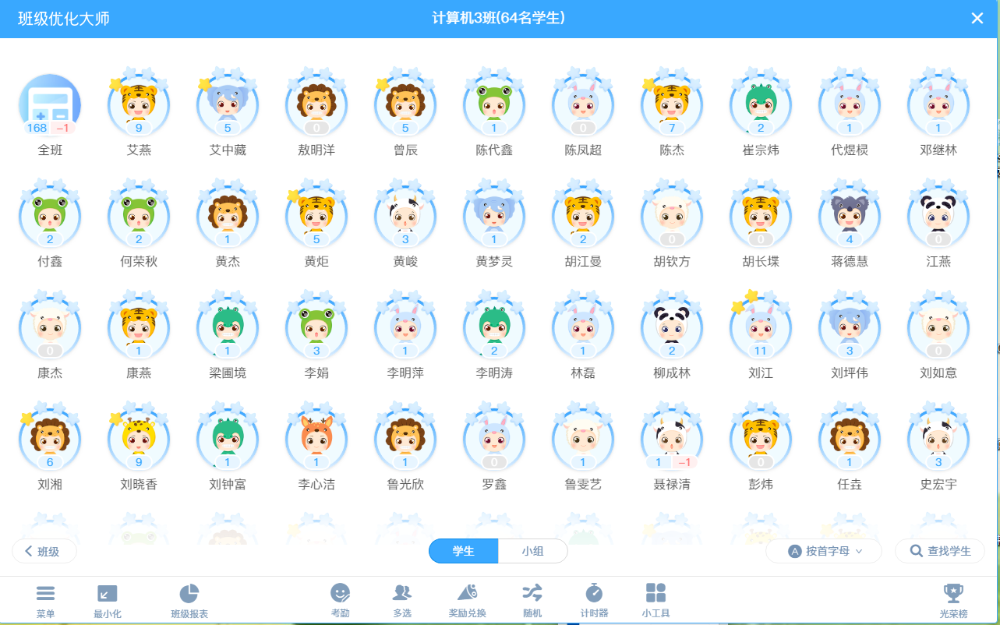 班级优化大师
计算机3班(64名学生)
168 -1 9 5 0 5 1 0 7 2 1 1
全班 艾燕 艾中藏 敖明洋 曾辰 陈代鑫 陈凤超 陈杰 崔宗炜 代煜棂 邓继林
2 2 1 5 3 1 2 0 0 4 0
付鑫 何荣秋 黄杰 黄炬 黄峻 黄梦灵 胡江曼 胡钦方 胡长堞 蒋德慧 江燕
0 1 1 3 1 2 1 2 11 3 0
康杰 康燕 梁圃境 李娟 李明萍 李明涛 林磊 柳成林 刘江 刘坪伟 刘如意
6 9 1 1 1 0 1 1 -1 0 1 3
刘湘 刘晓香 刘钟富 李心洁 鲁光欣 罗鑫 鲁雯艺 聂禄清 彭炜 任垚 史宏宇
班级 学生 小组 A 按首字母 查找学生
菜单 最小化 班级报表 考勤 多选 奖励兑换 随机 计时器 小工具 光荣榜